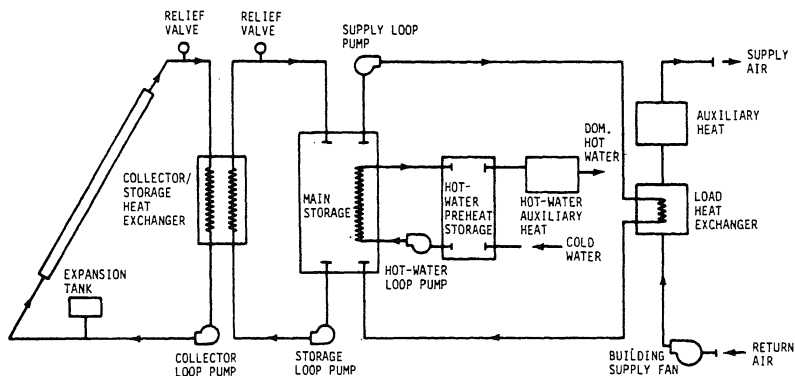 RELIEF
VALVE
RELIEF
VALVE
SUPPLY LOOP
PUMP
SUPPLY
AIR
AUXILIARY
HEAT
DOM.
HOT
WATER
COLLECTOR/
STORAGE
HEAT
EXCHANGER
MAIN
STORAGE
HOT-
WATER
PREHEAT
STORAGE
HOT-WATER
AUXILIARY
HEAT
LOAD
HEAT
EXCHANGER
COLD
WATER
EXPANSION
TANK
HOT-WATER
LOOP PUMP
COLLECTOR
LOOP PUMP
STORAGE
LOOP PUMP
BUILDING
SUPPLY FAN
RETURN
AIR